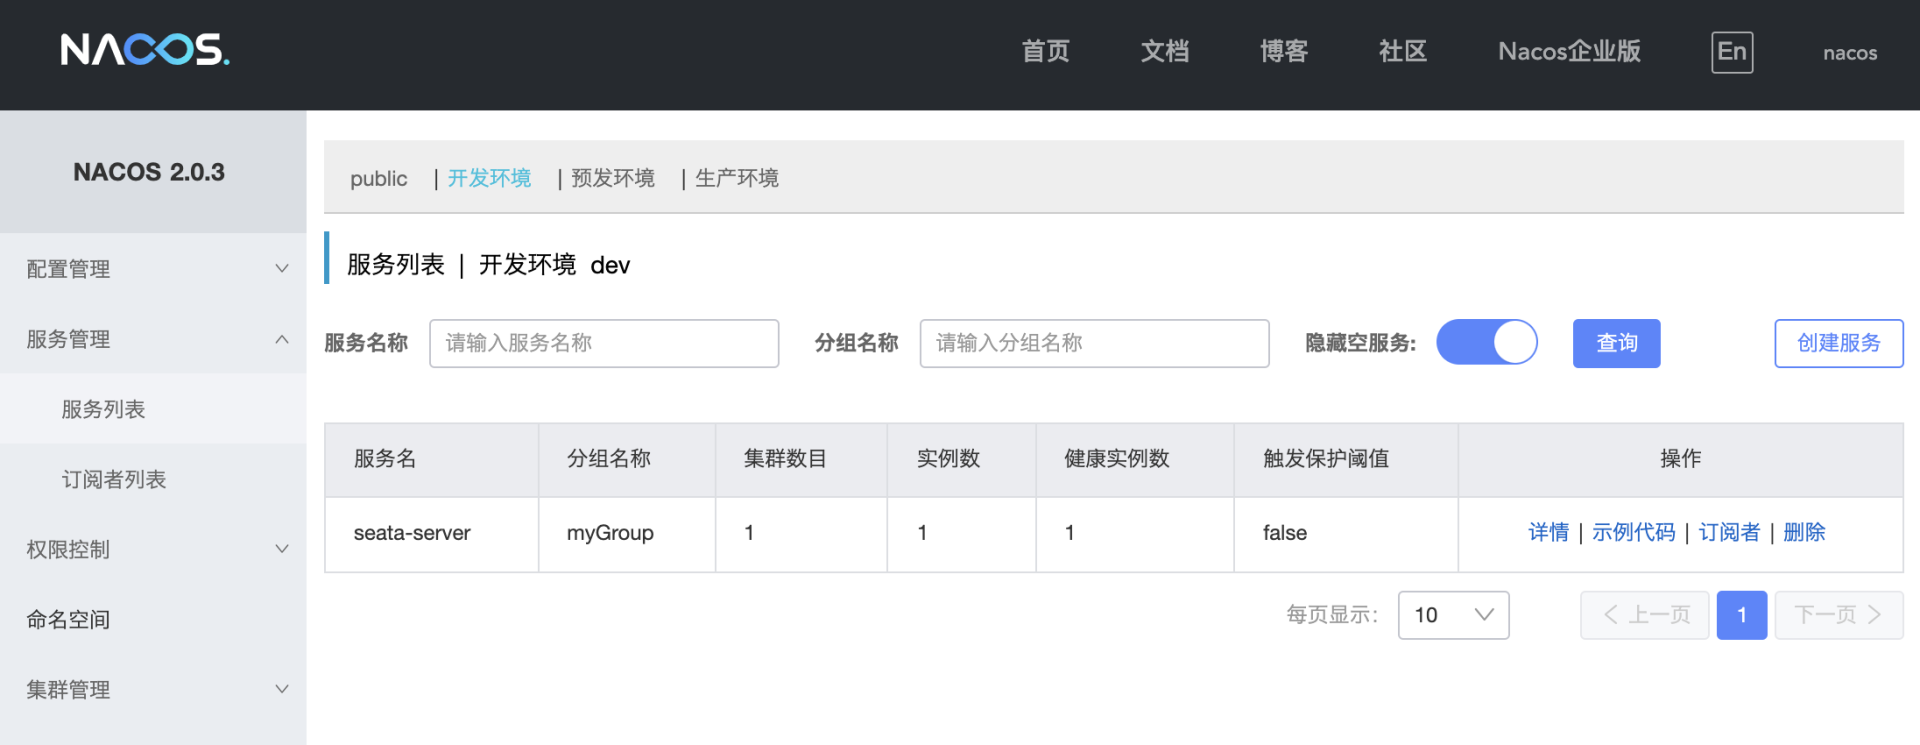 NACOS.
首页 文档 博客 社区 Nacos企业版 En nacos
NACOS 2.0.3
配置管理
服务管理
服务列表
订阅者列表
权限控制
命名空间
集群管理
public | 开发环境 | 预发环境 | 生产环境
服务列表 | 开发环境 dev
服务名称 请输入服务名称 分组名称 请输入分组名称 隐藏空服务: 查询 创建服务
服务名 分组名称 集群数目 实例数 健康实例数 触发保护阈值 操作
seata-server myGroup 1 1 1 false 详情 | 示例代码 | 订阅者 | 删除
每页显示: 10 上一页 1 下一页